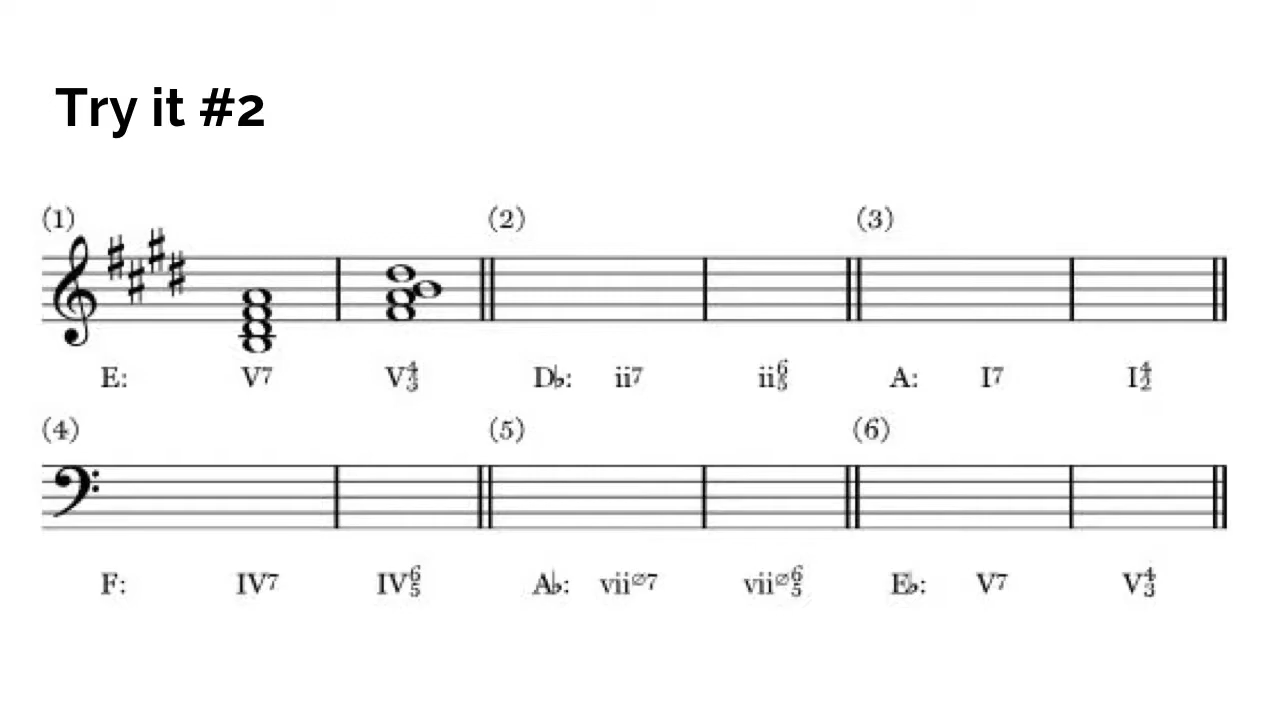 Try it #2
(1) (2) (3)
E: V7 V4/3 D♭: ii7 ii6/5 A: I7 I4/2
(4) (5) (6)
F: IV7 IV6/5 A♭: viiø7 viiø6/5 E♭: V7 V4/3